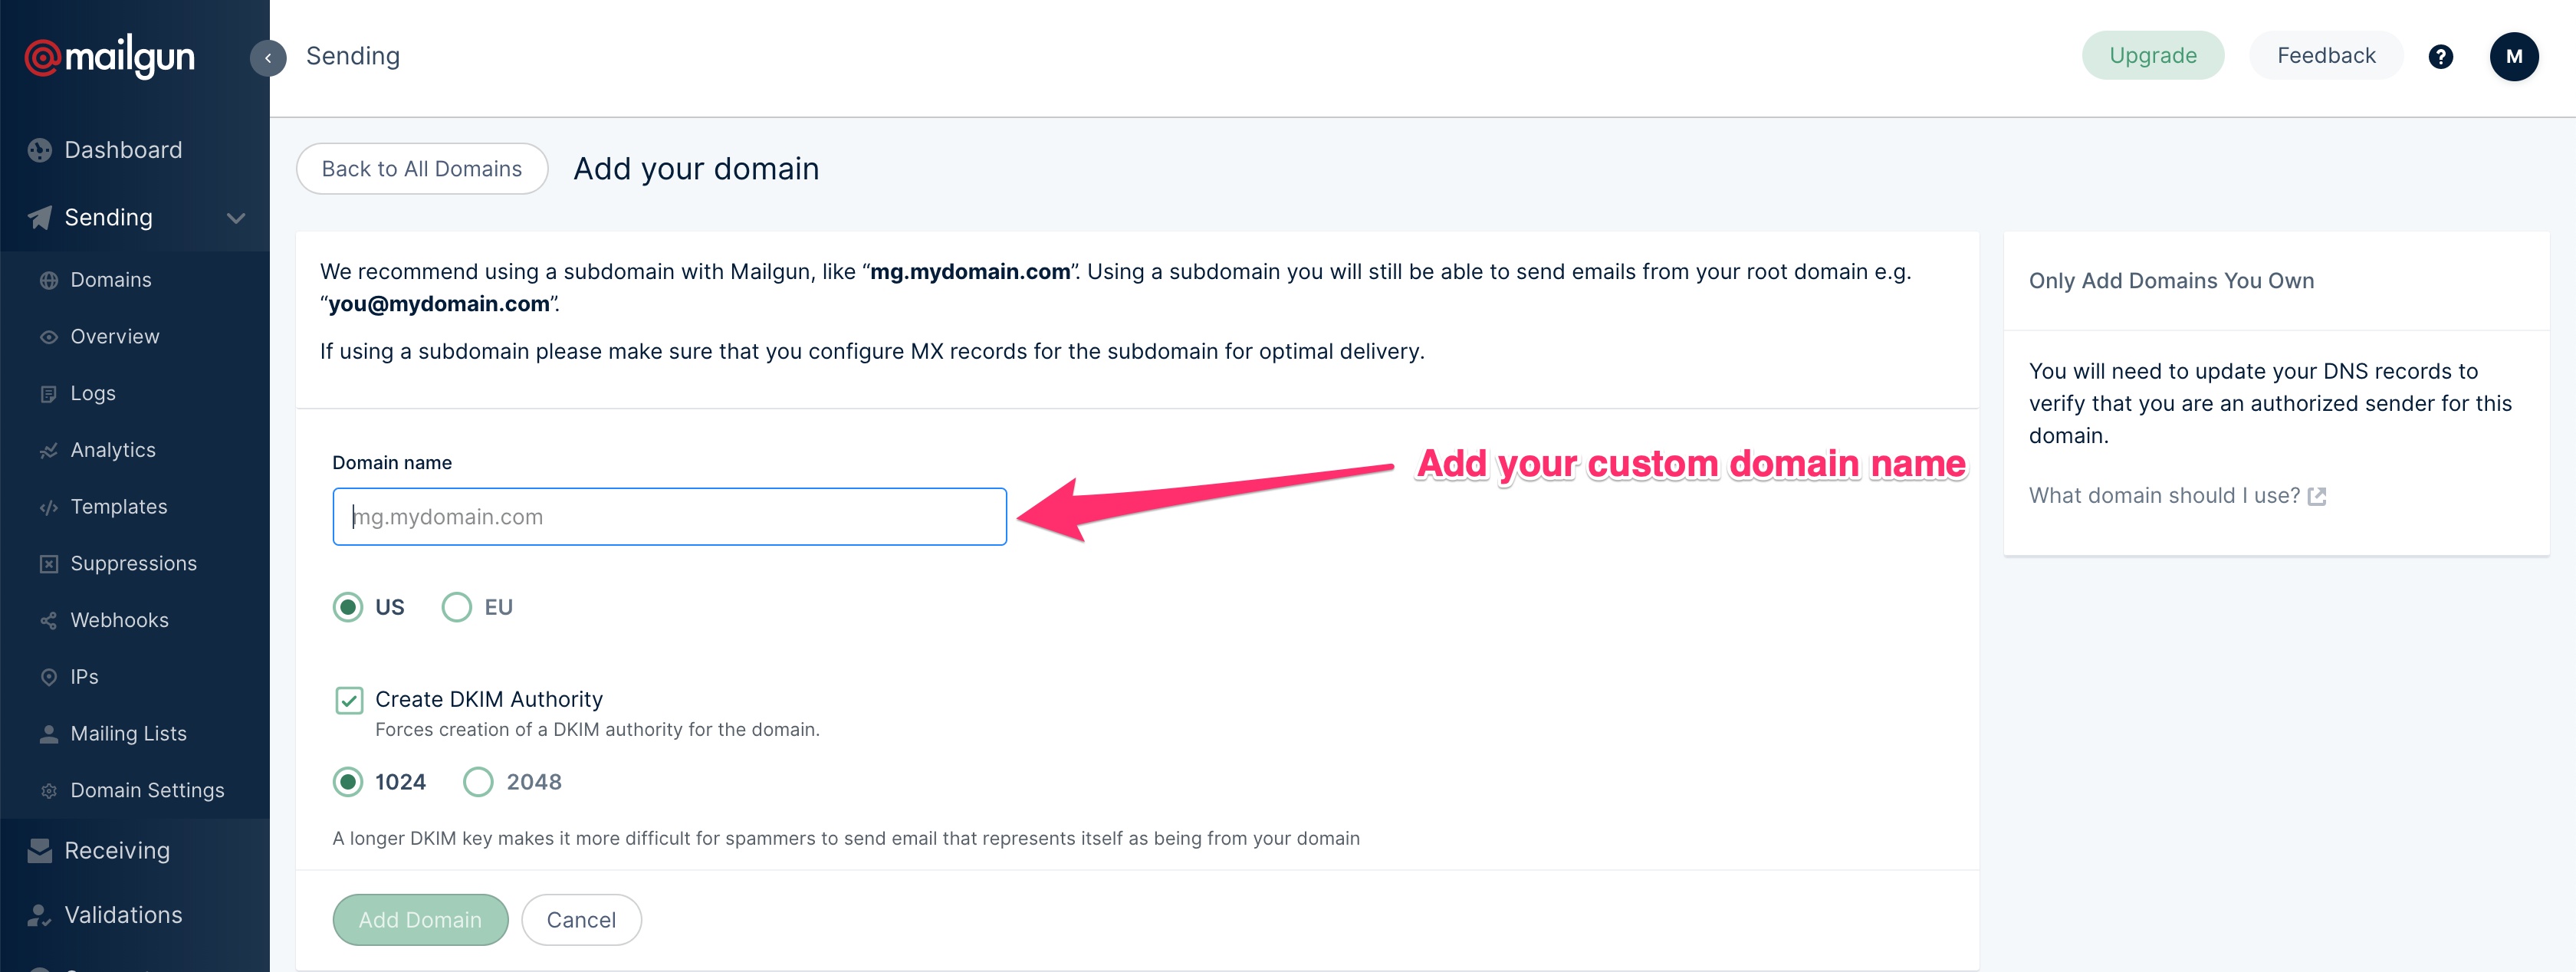 mailgun
Sending
Upgrade
Feedback
?
M
Dashboard
Sending
Domains
Overview
Logs
Analytics
Templates
Suppressions
Webhooks
IPs
Mailing Lists
Domain Settings
Receiving
Validations
Back to All Domains
Add your domain
We recommend using a subdomain with Mailgun, like “mg.mydomain.com”. Using a subdomain you will still be able to send emails from your root domain e.g.
“you@mydomain.com”.
If using a subdomain please make sure that you configure MX records for the subdomain for optimal delivery.
Domain name
mg.mydomain.com
Add your custom domain name
US
EU
Create DKIM Authority
Forces creation of a DKIM authority for the domain.
1024
2048
A longer DKIM key makes it more difficult for spammers to send email that represents itself as being from your domain
Add Domain
Cancel
Only Add Domains You Own
You will need to update your DNS records to
verify that you are an authorized sender for this
domain.
What domain should I use?